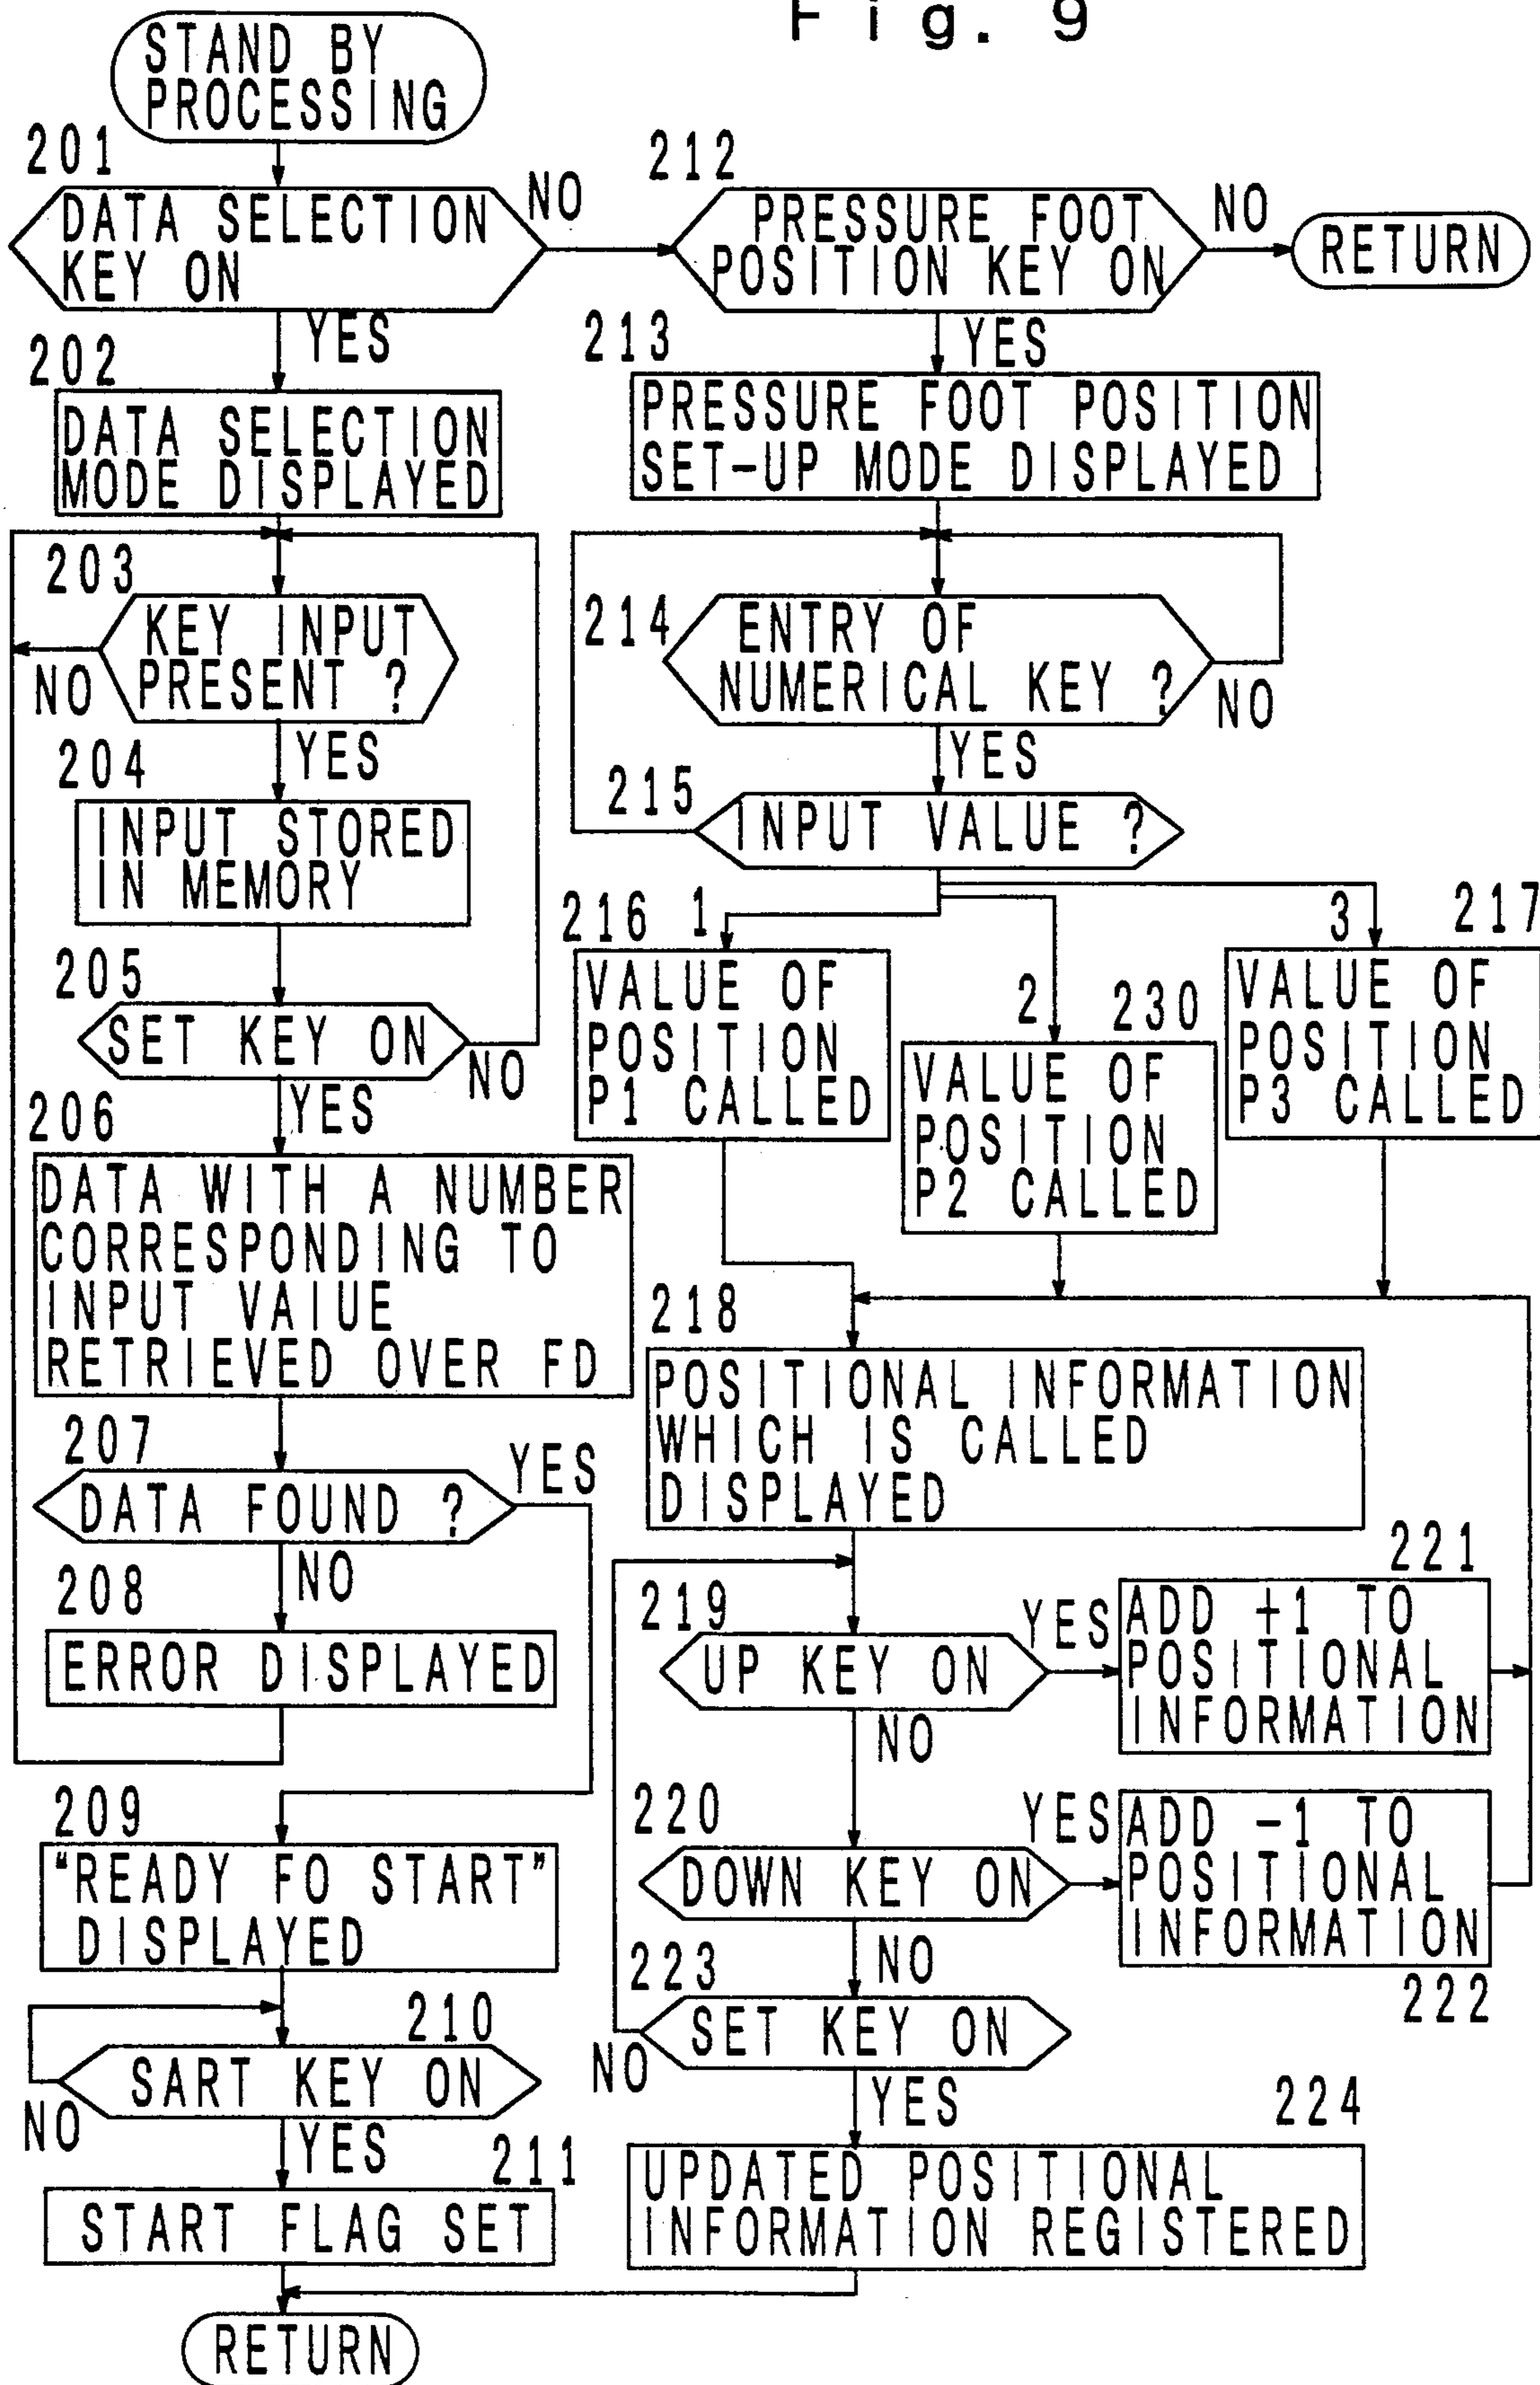 Fig. 9
STAND BY
PROCESSING
201
DATA SELECTION
KEY ON
NO
YES
202
DATA SELECTION
MODE DISPLAYED
203
KEY INPUT
PRESENT ?
NO
YES
204
INPUT STORED
IN MEMORY
205
SET KEY ON
NO
YES
206
DATA WITH A NUMBER
CORRESPONDING TO
INPUT VAIUE
RETRIEVED OVER FD
207
DATA FOUND ?
YES
NO
208
ERROR DISPLAYED
209
"READY FO START"
DISPLAYED
210
SART KEY ON
NO
YES
211
START FLAG SET
RETURN
212
PRESSURE FOOT
POSITION KEY ON
NO
RETURN
YES
213
PRESSURE FOOT POSITION
SET-UP MODE DISPLAYED
214
ENTRY OF
NUMERICAL KEY ?
NO
YES
215
INPUT VALUE ?
216
1
VALUE OF
POSITION
P1 CALLED
2
230
VALUE OF
POSITION
P2 CALLED
3
217
VALUE OF
POSITION
P3 CALLED
218
POSITIONAL INFORMATION
WHICH IS CALLED
DISPLAYED
219
UP KEY ON
YES
NO
221
ADD +1 TO
POSITIONAL
INFORMATION
220
DOWN KEY ON
YES
NO
ADD -1 TO
POSITIONAL
INFORMATION
222
223
SET KEY ON
NO
YES
224
UPDATED POSITIONAL
INFORMATION REGISTERED